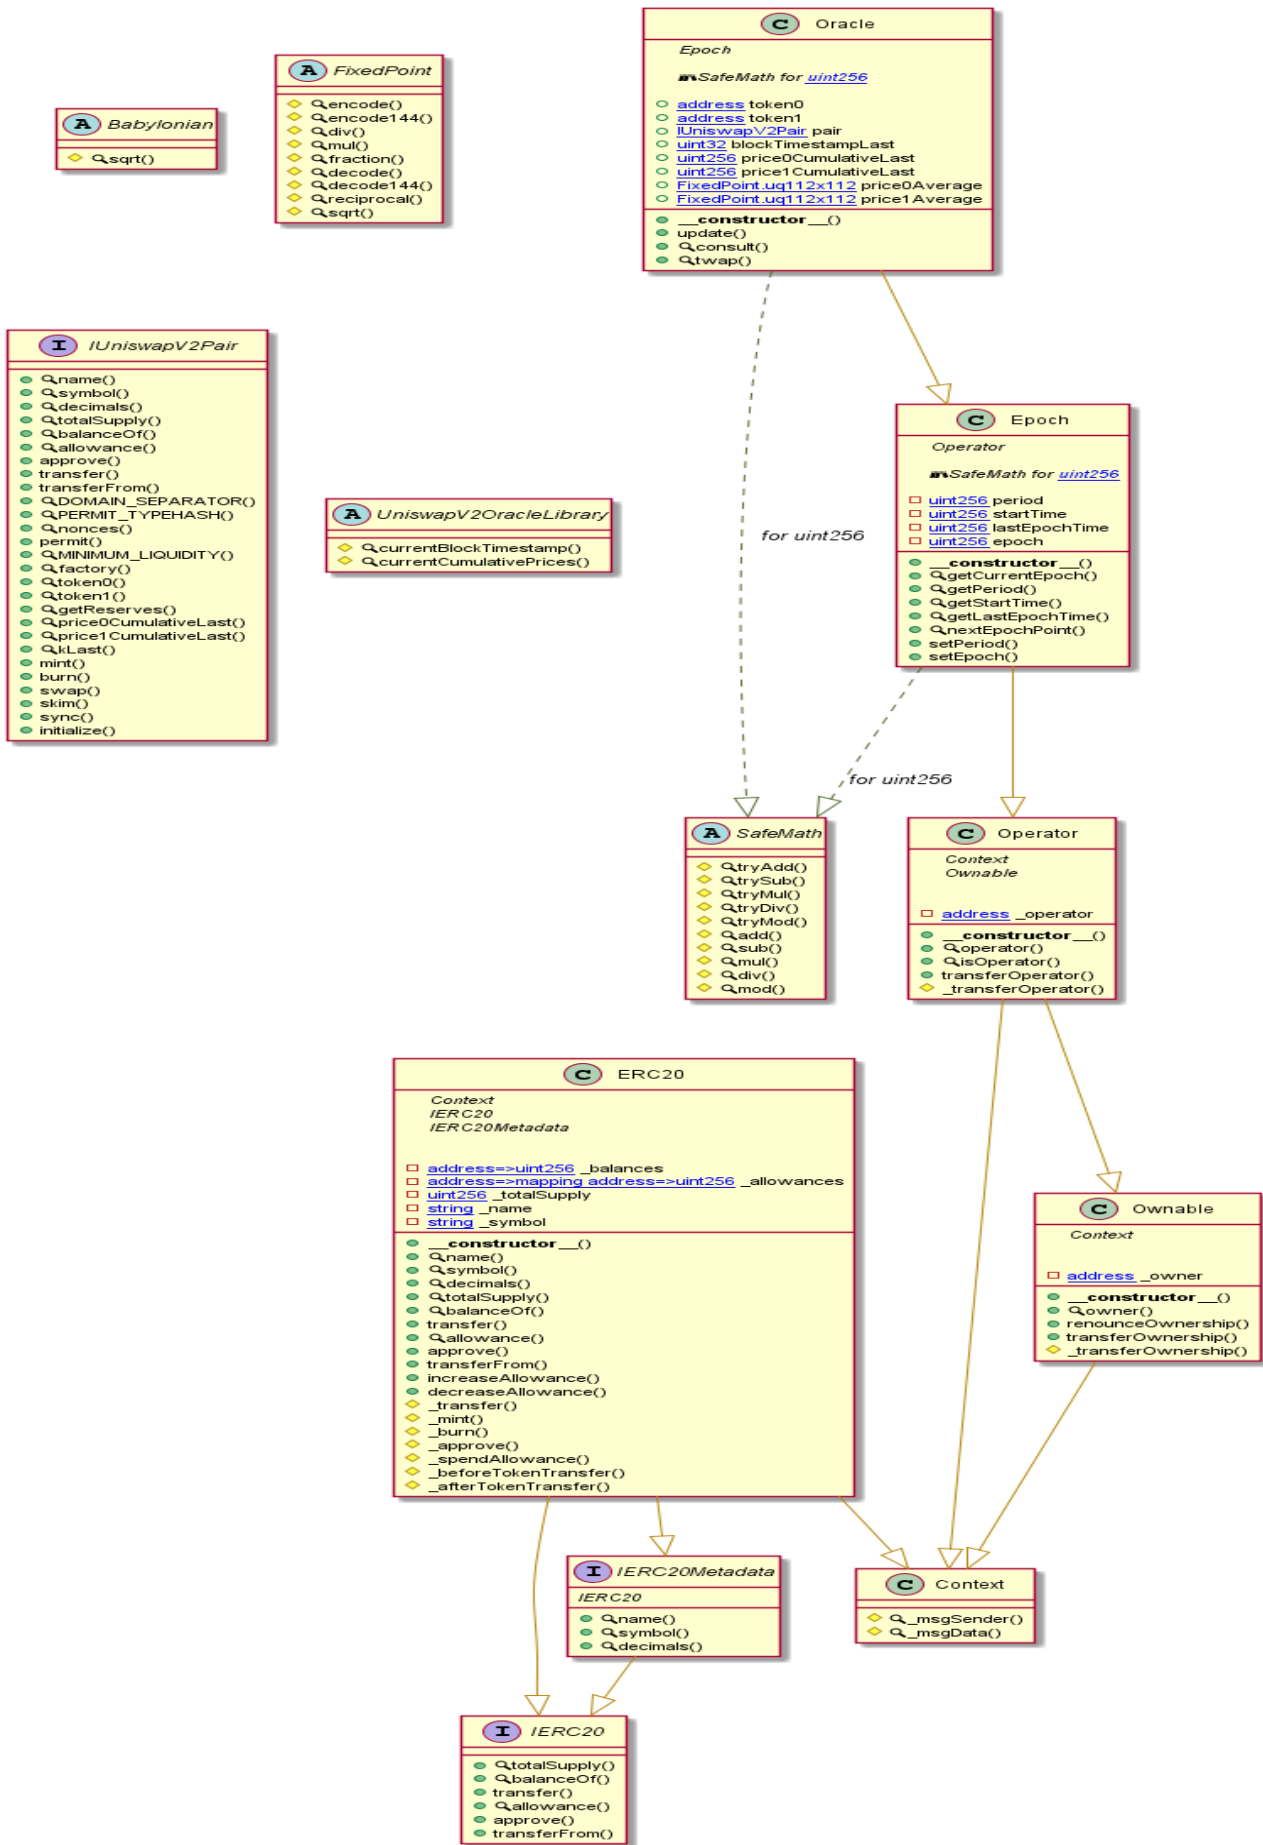 C Oracle
Epoch
SafeMath for uint256
address token0
address token1
IUniswapV2Pair pair
uint32 blockTimestampLast
uint256 price0CumulativeLast
uint256 price1CumulativeLast
FixedPoint.uq112x112 price0Average
FixedPoint.uq112x112 price1Average
__constructor__()
update()
consult()
twap()
A FixedPoint
encode()
encode144()
div()
mul()
fraction()
decode()
decode144()
reciprocal()
sqrt()
A Babylonian
sqrt()
I IUniswapV2Pair
name()
symbol()
decimals()
totalSupply()
balanceOf()
allowance()
approve()
transfer()
transferFrom()
DOMAIN_SEPARATOR()
PERMIT_TYPEHASH()
nonces()
permit()
MINIMUM_LIQUIDITY()
factory()
token0()
token1()
getReserves()
price0CumulativeLast()
price1CumulativeLast()
kLast()
mint()
burn()
swap()
skim()
sync()
initialize()
A UniswapV2OracleLibrary
currentBlockTimestamp()
currentCumulativePrices()
for uint256
C Epoch
Operator
SafeMath for uint256
uint256 period
uint256 startTime
uint256 lastEpochTime
uint256 epoch
__constructor__()
getCurrentEpoch()
getPeriod()
getStartTime()
getLastEpochTime()
nextEpochPoint()
setPeriod()
setEpoch()
for uint256
A SafeMath
tryAdd()
trySub()
tryMul()
tryDiv()
tryMod()
add()
sub()
mul()
div()
mod()
C Operator
Context
Ownable
address _operator
__constructor__()
operator()
isOperator()
transferOperator()
_transferOperator()
C ERC20
Context
IERC20
IERC20Metadata
address=>uint256 _balances
address=>mapping address=>uint256 _allowances
uint256 _totalSupply
string _name
string _symbol
__constructor__()
name()
symbol()
decimals()
totalSupply()
balanceOf()
transfer()
allowance()
approve()
transferFrom()
increaseAllowance()
decreaseAllowance()
_transfer()
_mint()
_burn()
_approve()
_spendAllowance()
_beforeTokenTransfer()
_afterTokenTransfer()
C Ownable
Context
address _owner
__constructor__()
owner()
renounceOwnership()
transferOwnership()
_transferOwnership()
I IERC20Metadata
IERC20
name()
symbol()
decimals()
C Context
_msgSender()
_msgData()
I IERC20
totalSupply()
balanceOf()
transfer()
allowance()
approve()
transferFrom()